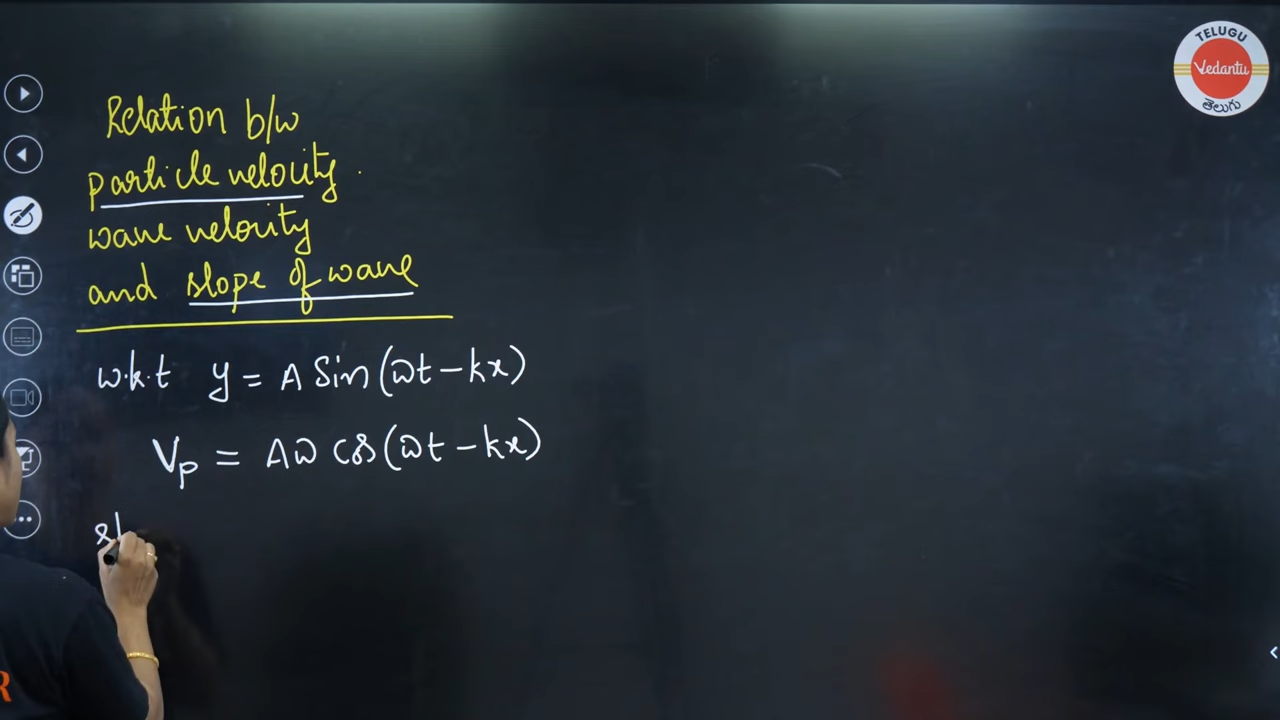 Relation b/w
particle velocity.
wave velocity
and slope of wave
w.k.t y = A Sin(ωt - kx)
Vp = Aω cos(ωt - kx)
sl
TELUGU
Vedantu
తెలుగు
R